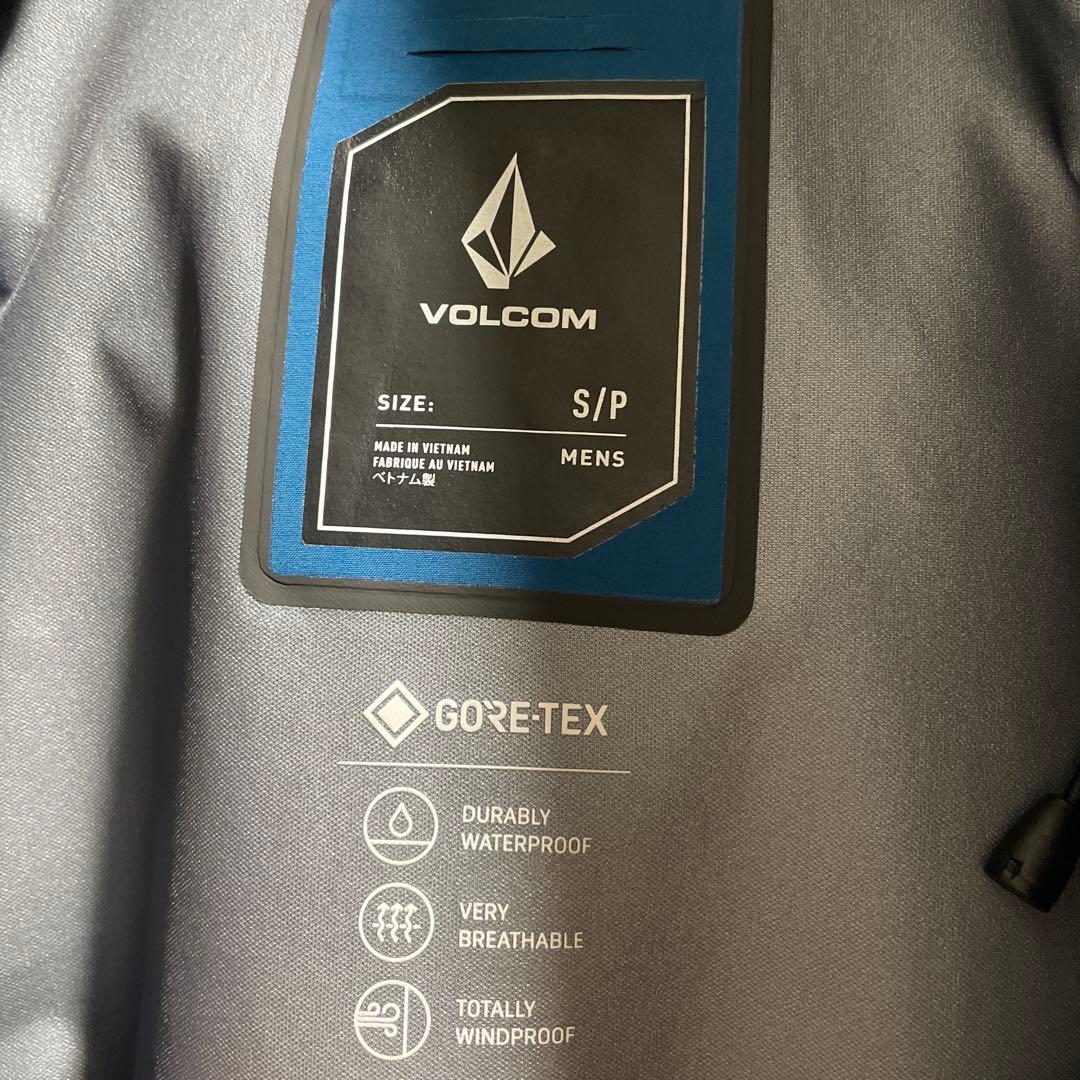 VOLCOM
SIZE: S/P
MADE IN VIETNAM
FABRIQUE AU VIETNAM
ベトナム製
MENS
GORE-TEX
DURABLY
WATERPROOF
VERY
BREATHABLE
TOTALLY
WINDPROOF